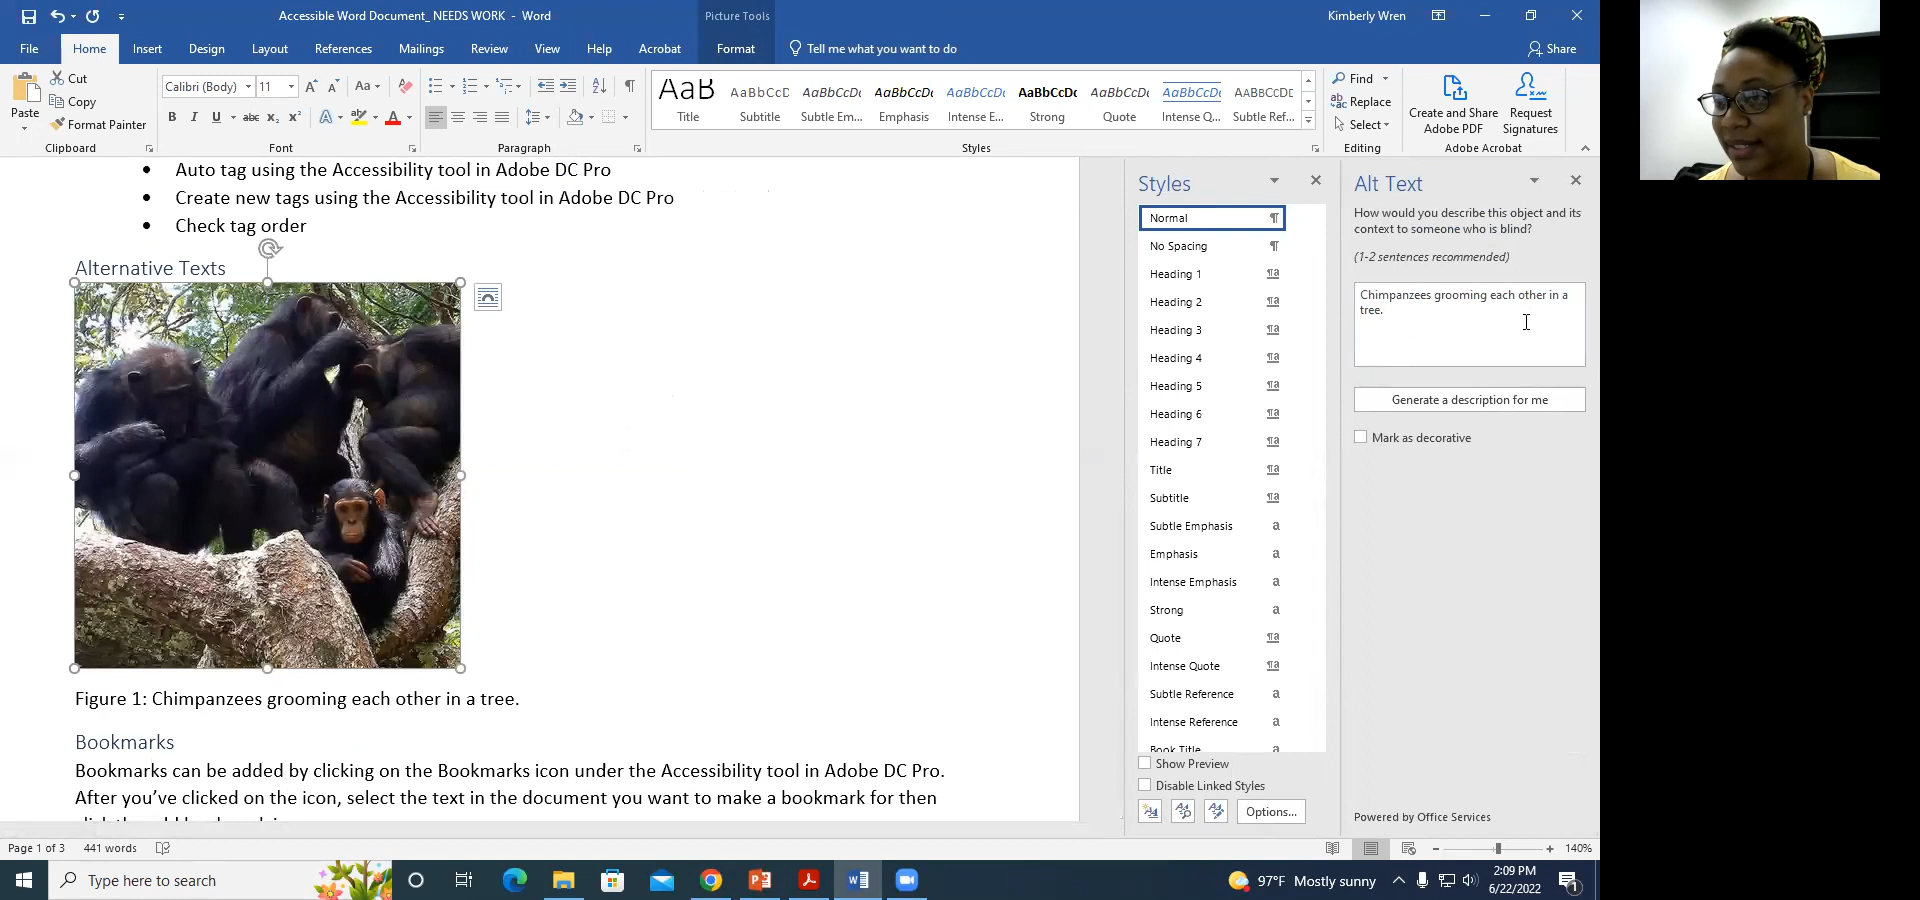 Accessible Word Document_ NEEDS WORK - Word
Picture Tools
Kimberly Wren
File
Home
Insert
Design
Layout
References
Mailings
Review
View
Help
Acrobat
Format
Tell me what you want to do
Share
Paste
Cut
Copy
Format Painter
Clipboard
Calibri (Body)
11
Font
Paragraph
AaB
Title
AaBbCcD
Subtitle
AaBbCcDc
Subtle Em...
AaBbCcDc
Emphasis
AaBbCcDc
Intense E...
AaBbCcDc
Strong
AaBbCcDc
Quote
AaBbCcDc
Intense Q...
AABBCCDE
Subtle Ref...
Styles
Find
Replace
Select
Editing
Create and Share
Adobe PDF
Request
Signatures
Adobe Acrobat
• Auto tag using the Accessibility tool in Adobe DC Pro
• Create new tags using the Accessibility tool in Adobe DC Pro
• Check tag order
Alternative Texts
Figure 1: Chimpanzees grooming each other in a tree.
Bookmarks
Bookmarks can be added by clicking on the Bookmarks icon under the Accessibility tool in Adobe DC Pro.
After you've clicked on the icon, select the text in the document you want to make a bookmark for then
Styles
Normal
No Spacing
Heading 1
Heading 2
Heading 3
Heading 4
Heading 5
Heading 6
Heading 7
Title
Subtitle
Subtle Emphasis
Emphasis
Intense Emphasis
Strong
Quote
Intense Quote
Subtle Reference
Intense Reference
Book Title
Show Preview
Disable Linked Styles
Options...
Alt Text
How would you describe this object and its
context to someone who is blind?
(1-2 sentences recommended)
Chimpanzees grooming each other in a
tree.
Generate a description for me
Mark as decorative
Powered by Office Services
Page 1 of 3
441 words
140%
Type here to search
97°F Mostly sunny
2:09 PM
6/22/2022
1